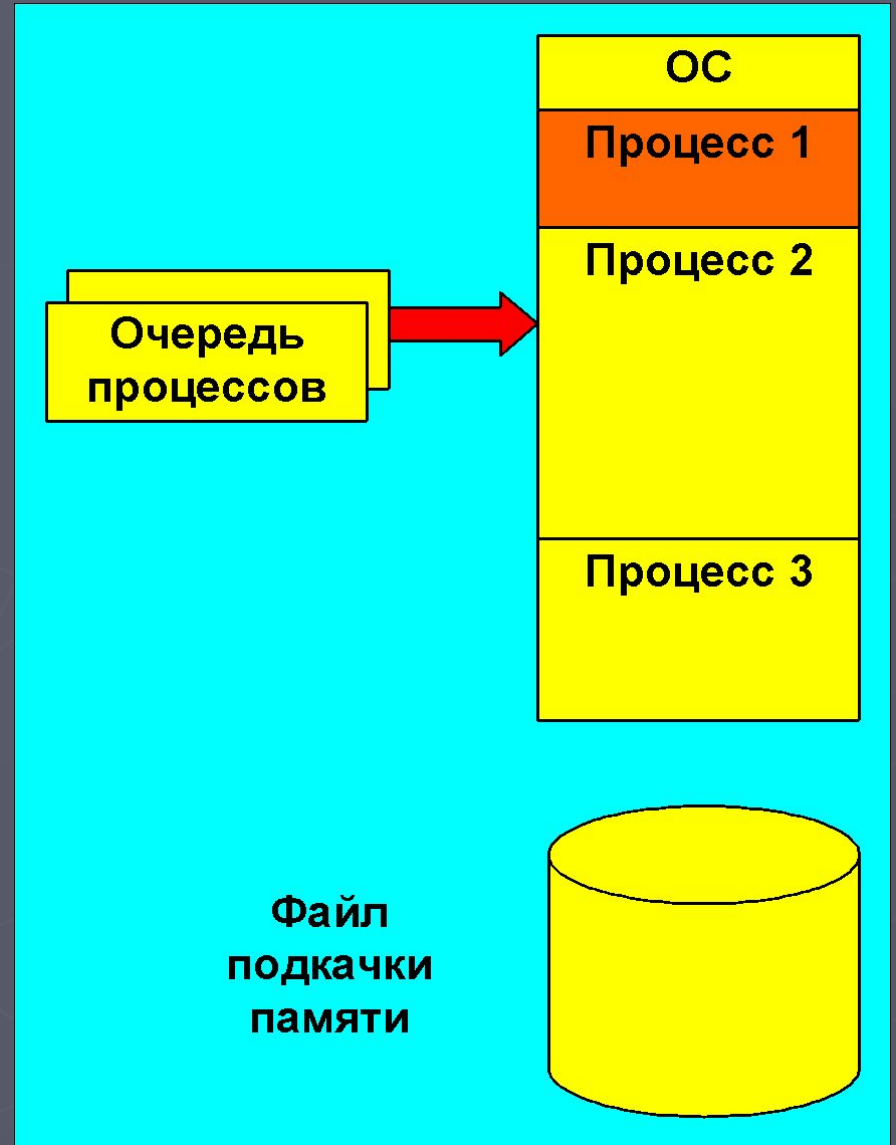 ОС
Процесс 1
Процесс 2
Очередь
процессов
Процесс 3
Файл
подкачки
памяти